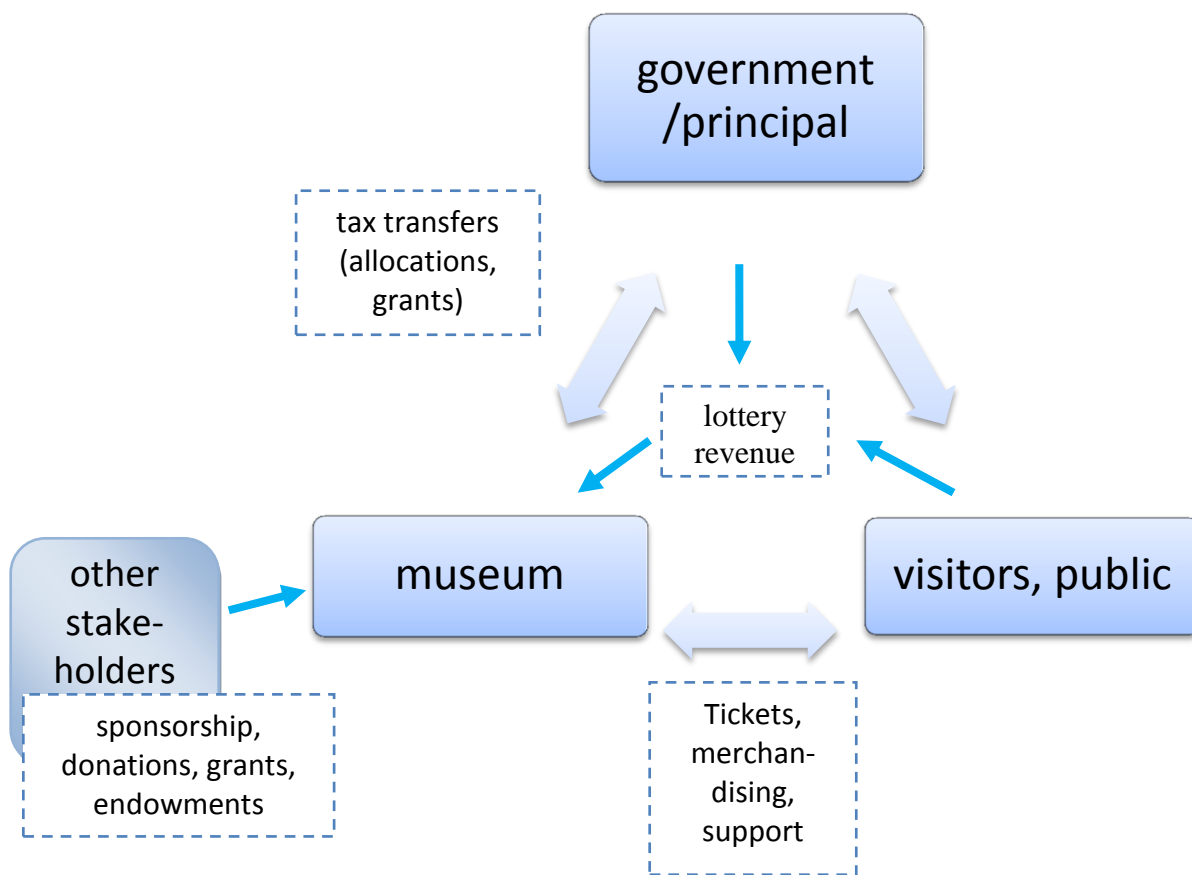 government
/principal
tax transfers
(allocations,
grants)
lottery
revenue
museum
visitors, public
other
stake-
holders
sponsorship,
donations, grants,
endowments
Tickets,
merchan-
dising,
support